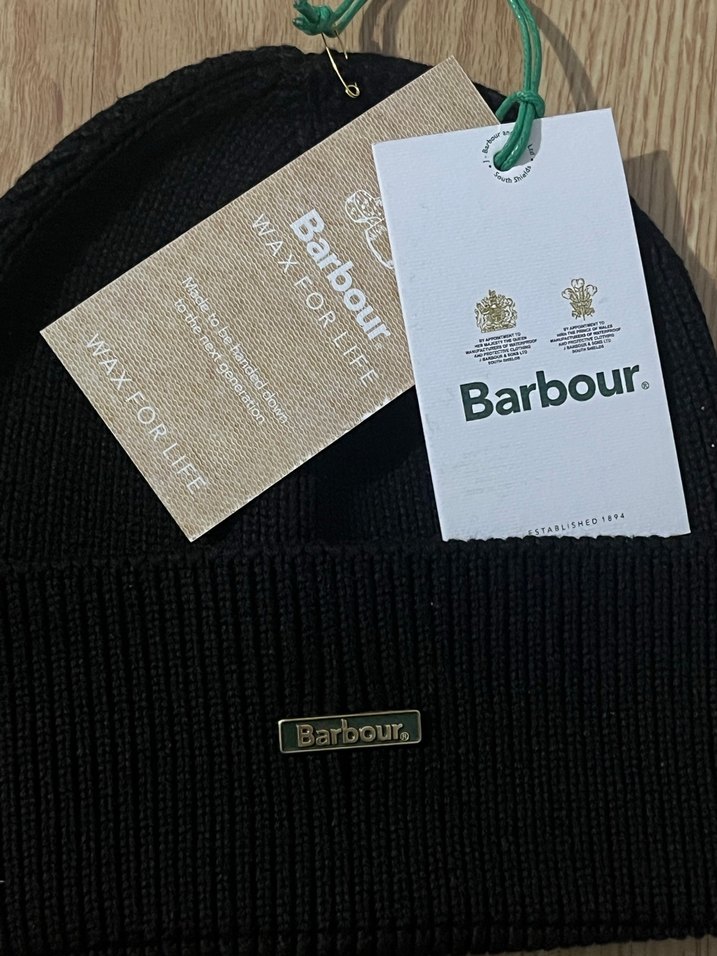 Barbour
WAX FOR LIFE
Made to be handed down
to the next generation.
WAX FOR LIFE
J. Barbour an
Ltd
South Shields
BY APPOINTMENT TO
HER MAJESTY THE QUEEN
MANUFACTURERS OF WATERPROOF
AND PROTECTIVE CLOTHING
J BARBOUR & SONS LTD
SOUTH SHIELDS
BY APPOINTMENT TO
HRH THE PRINCE OF WALES
MANUFACTURERS OF WATERPROOF
AND PROTECTIVE CLOTHING
J BARBOUR & SONS LTD
SOUTH SHIELDS
Barbour®
ESTABLISHED 1894
Barbour®